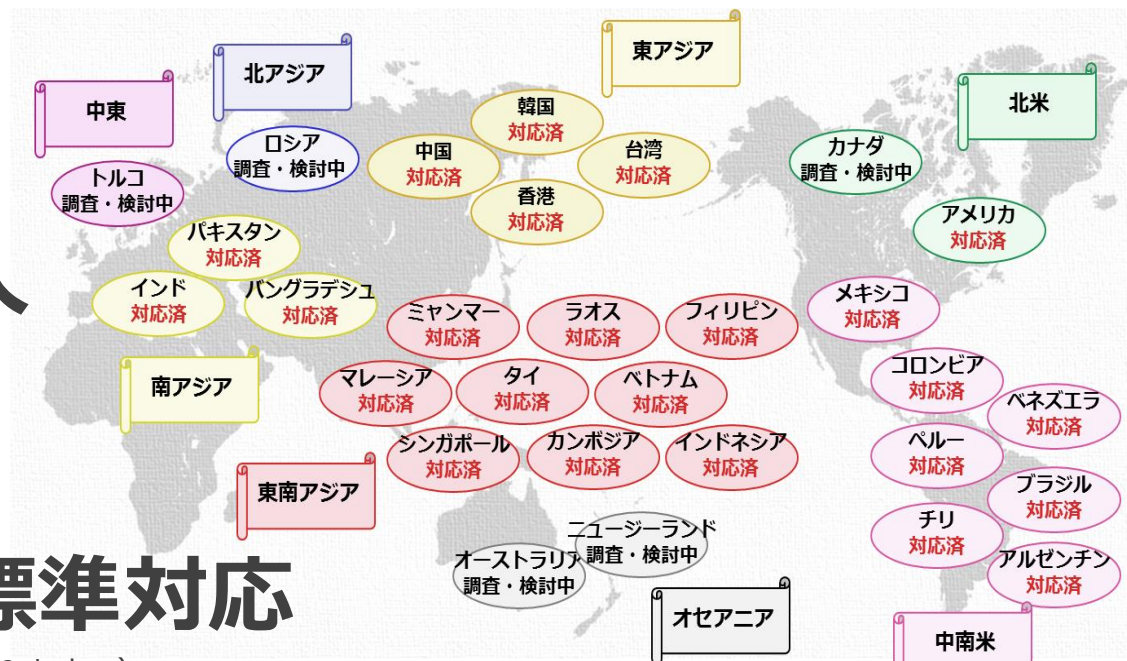 東アジア
北アジア
中東
北米
韓国
対応済
ロシア
調査・検討中
中国
対応済
台湾
対応済
カナダ
調査・検討中
トルコ
調査・検討中
香港
対応済
アメリカ
対応済
パキスタン
対応済
インド
対応済
バングラデシュ
対応済
ミャンマー
対応済
ラオス
対応済
フィリピン
対応済
メキシコ
対応済
南アジア
マレーシア
対応済
タイ
対応済
ベトナム
対応済
コロンビア
対応済
ベネズエラ
対応済
シンガポール
対応済
カンボジア
対応済
インドネシア
対応済
ペルー
対応済
東南アジア
ブラジル
対応済
チリ
対応済
ニュージーランド
調査・検討中
オーストラリア
調査・検討中
アルゼンチン
対応済
標準対応
オセアニア
中南米